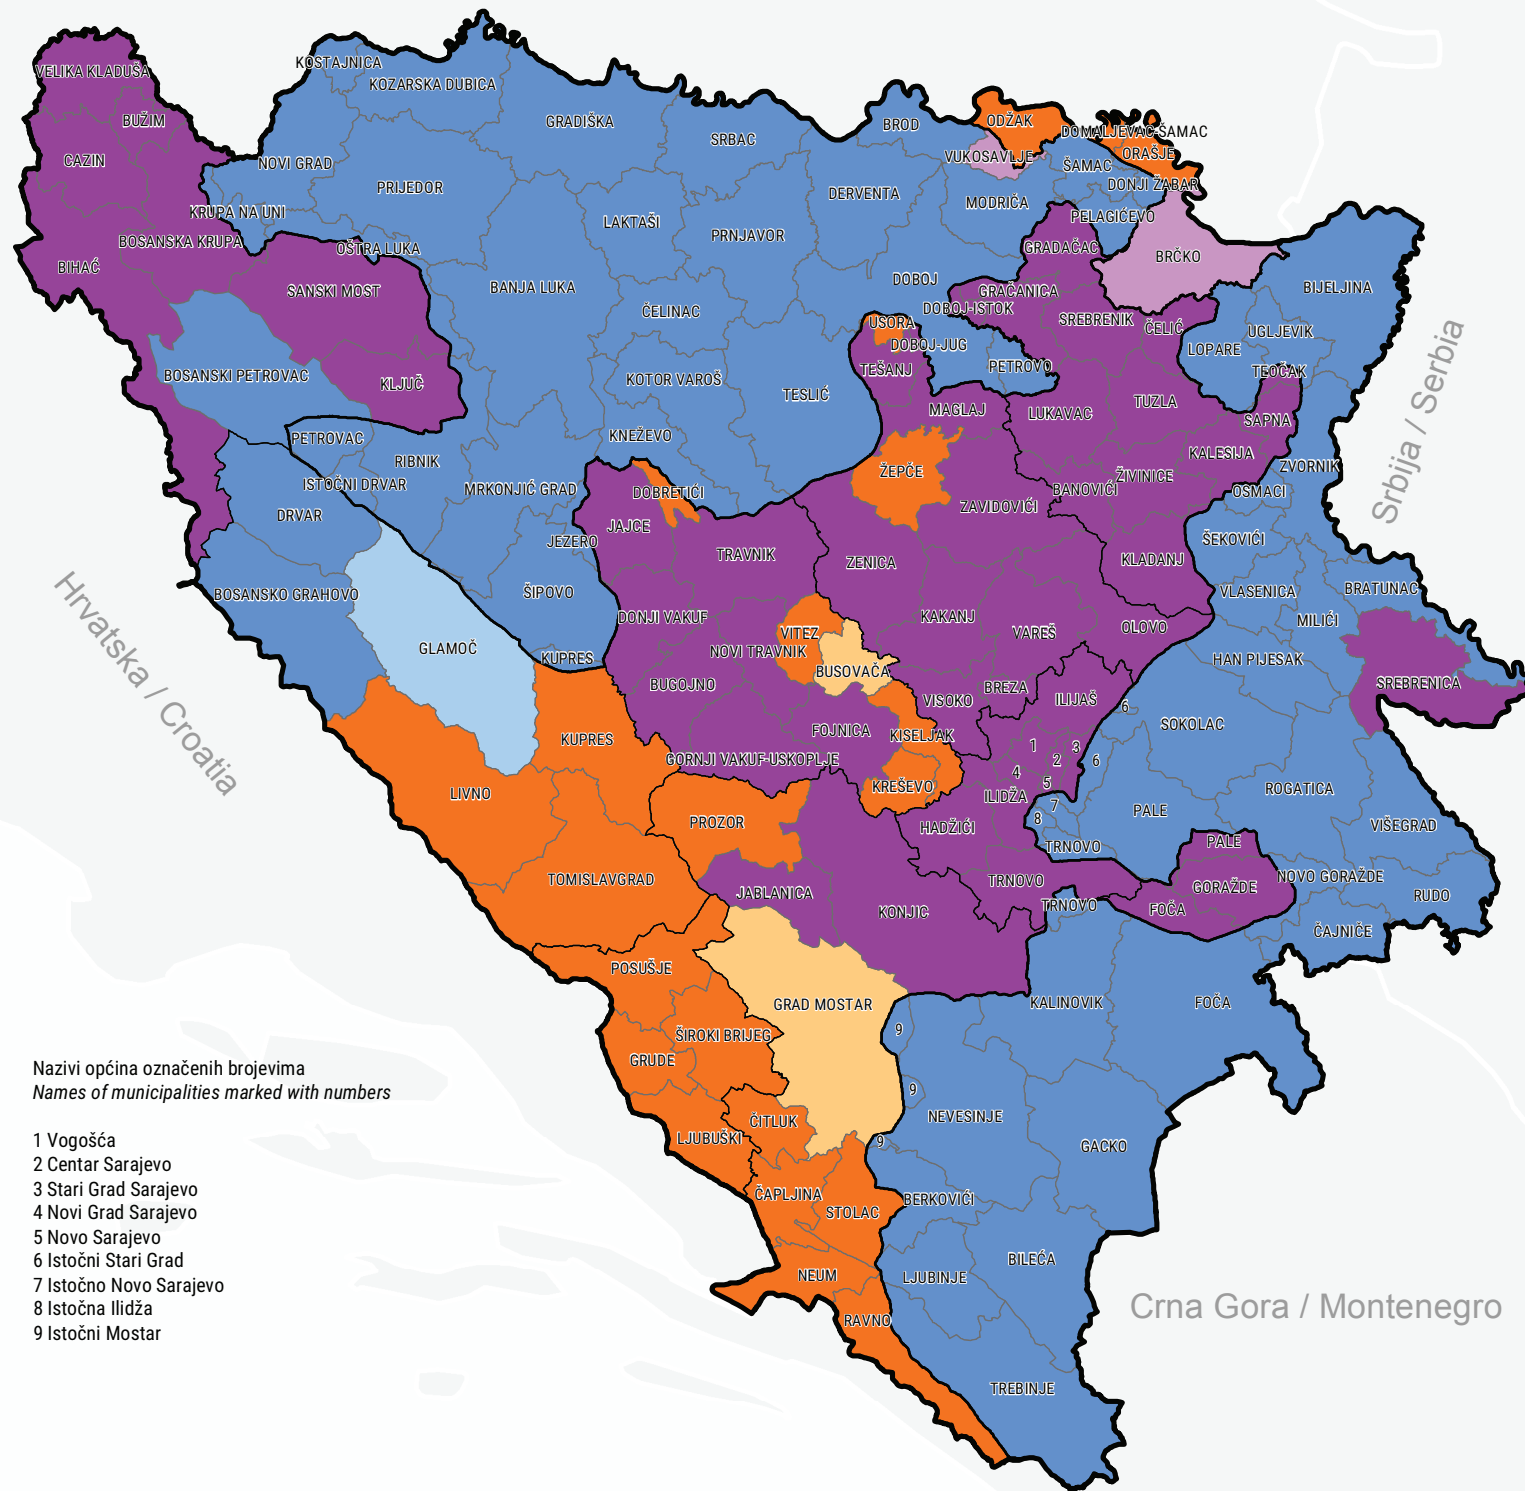 VELIKA KLADUŠA
BUŽIM
CAZIN
BIHAĆ
BOSANSKA KRUPA
KOSTAJNICA
KOZARSKA DUBICA
NOVI GRAD
PRIJEDOR
KRUPA NA UNI
OŠTRA LUKA
SANSKI MOST
KLJUČ
BOSANSKI PETROVAC
GRADIŠKA
SRBAC
LAKTAŠI
PRNJAVOR
BANJA LUKA
ČELINAC
KOTOR VAROŠ
KNEŽEVO
TESLIĆ
BROD
DERVENTA
ODŽAK
VUKOSAVLJE
MODRIČA
DOMALJEVAC-ŠAMAC
ORAŠJE
ŠAMAC
DONJI ŽABAR
PELAGIĆEVO
GRADAČAC
BRČKO
BIJELJINA
DOBOJ
GRAČANICA
DOBOJ-ISTOK
SREBRENIK
ČELIĆ
UGLJEVIK
LOPARE
TEOČAK
USORA
DOBOJ-JUG
PETROVO
TEŠANJ
MAGLAJ
LUKAVAC
TUZLA
SAPNA
KALESIJA
ZVORNIK
Srbija / Serbia
ŽEPČE
ZAVIDOVIĆI
BANOVIĆI
ŽIVINICE
OSMACI
PETROVAC
RIBNIK
ISTOČNI DRVAR
MRKONJIĆ GRAD
DRVAR
DOBRETIĆI
JAJCE
JEZERO
TRAVNIK
ZENICA
KLADANJ
ŠEKOVIĆI
BOSANSKO GRAHOVO
ŠIPOVO
DONJI VAKUF
KAKANJ
VAREŠ
OLOVO
VLASENICA
BRATUNAC
MILIĆI
GLAMOČ
KUPRES
VITEZ
NOVI TRAVNIK
BUSOVAČA
HAN PIJESAK
SREBRENICA
BUGOJNO
VISOKO
BREZA
ILIJAŠ
6
SOKOLAC
KUPRES
FOJNICA
KISELJAK
GORNJI VAKUF-USKOPLJE
1
2
3
4
5
6
7
8
KREŠEVO
ILIDŽA
HADŽIĆI
PALE
ROGATICA
VIŠEGRAD
Hrvatska / Croatia
LIVNO
PROZOR
TRNOVO
PALE
TOMISLAVGRAD
JABLANICA
KONJIC
TRNOVO
TRNOVO
FOČA
GORAŽDE
NOVO GORAŽDE
RUDO
ČAJNIČE
POSUŠJE
GRAD MOSTAR
KALINOVIK
FOČA
ŠIROKI BRIJEG
9
GRUDE
9
NEVESINJE
ČITLUK
LJUBUŠKI
9
GACKO
ČAPLJINA
STOLAC
BERKOVIĆI
BILEĆA
NEUM
LJUBINJE
RAVNO
TREBINJE
Crna Gora / Montenegro
Nazivi općina označenih brojevima
Names of municipalities marked with numbers
1 Vogošća
2 Centar Sarajevo
3 Stari Grad Sarajevo
4 Novi Grad Sarajevo
5 Novo Sarajevo
6 Istočni Stari Grad
7 Istočno Novo Sarajevo
8 Istočna Ilidža
9 Istočni Mostar